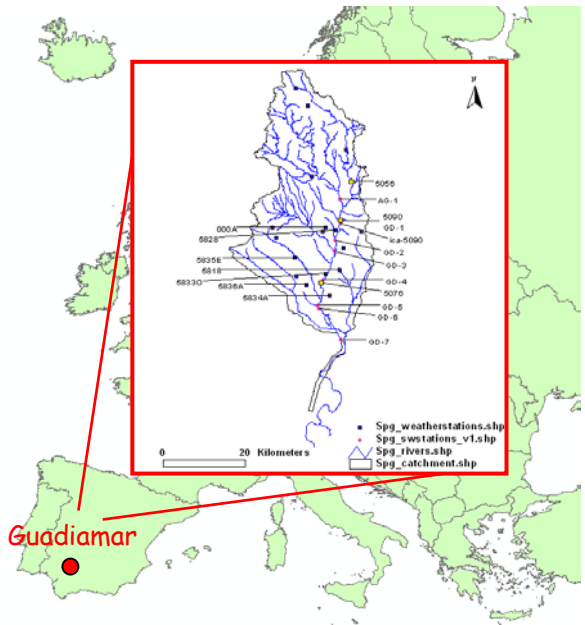 N
5056
AG-1
5090
GD-1
000A
ica-5090
5828
GD-2
5835E
GD-3
5818
GD-4
5833O
5836A
5076
5834A
GD-5
GD-6
GD-7
Spg_weatherstations.shp
Spg_swstations_v1.shp
Spg_rivers.shp
Spg_catchment.shp
0 20 Kilometers
Guadiamar